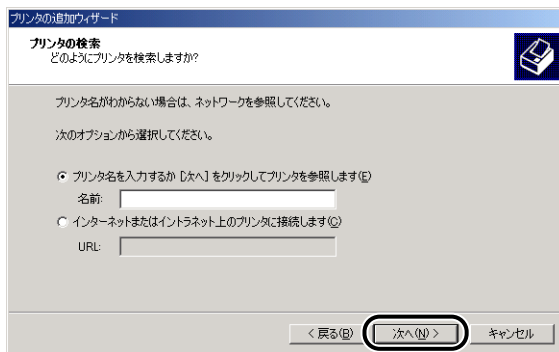 プリンタの追加ウィザード
プリンタの検索
どのようにプリンタを検索しますか?
プリンタ名がわからない場合は、ネットワークを参照してください。
次のオプションから選択してください。
プリンタ名を入力するか [次へ] をクリックしてプリンタを参照します(E)
名前:
インターネットまたはイントラネット上のプリンタに接続します(C)
URL:
< 戻る(B) 次へ(N) > キャンセル